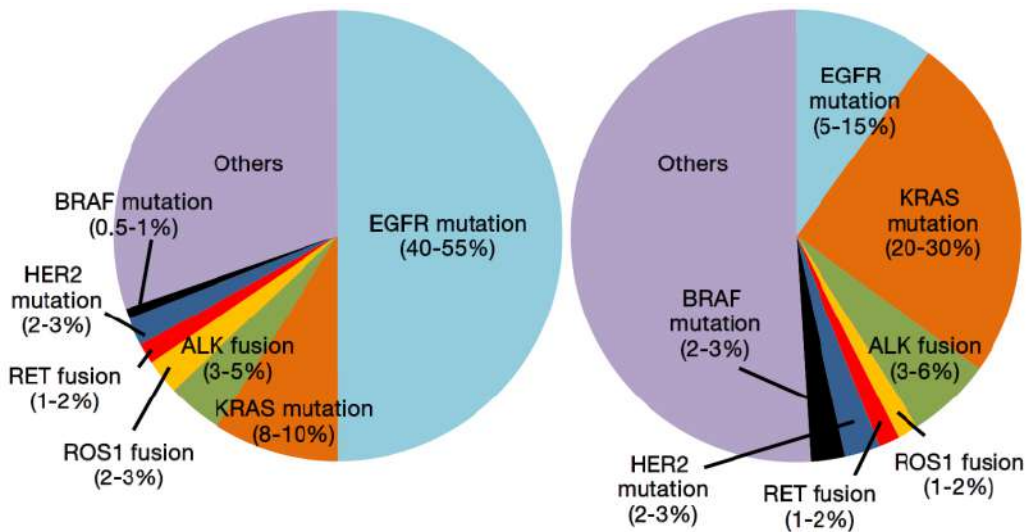 Others
EGFR mutation
(40-55%)
KRAS mutation
(8-10%)
ALK fusion
(3-5%)
ROS1 fusion
(2-3%)
RET fusion
(1-2%)
HER2
mutation
(2-3%)
BRAF mutation
(0.5-1%)
Others
EGFR
mutation
(5-15%)
KRAS
mutation
(20-30%)
ALK fusion
(3-6%)
ROS1 fusion
(1-2%)
RET fusion
(1-2%)
HER2
mutation
(2-3%)
BRAF
mutation
(2-3%)